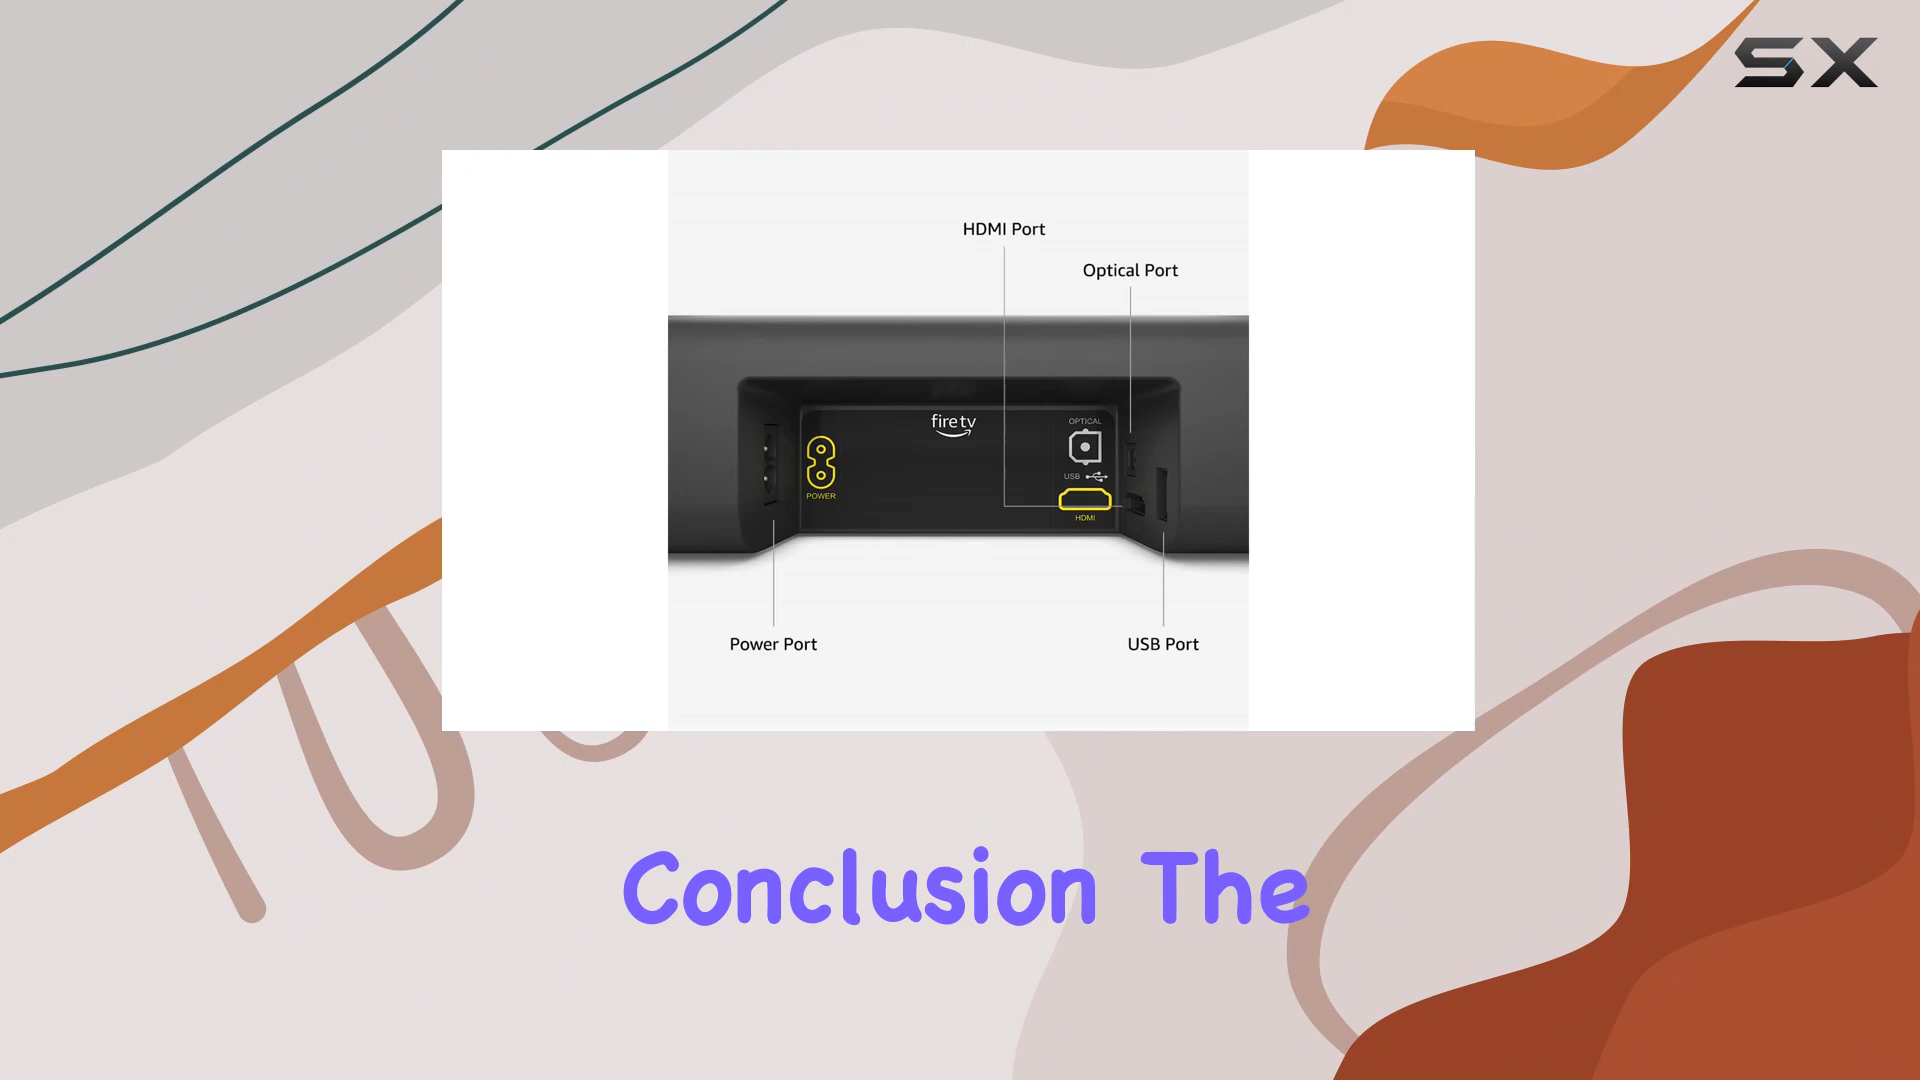 SX
HDMI Port
Optical Port
fire tv
OPTICAL
USB
POWER
HDMI
Power Port
USB Port
Conclusion The